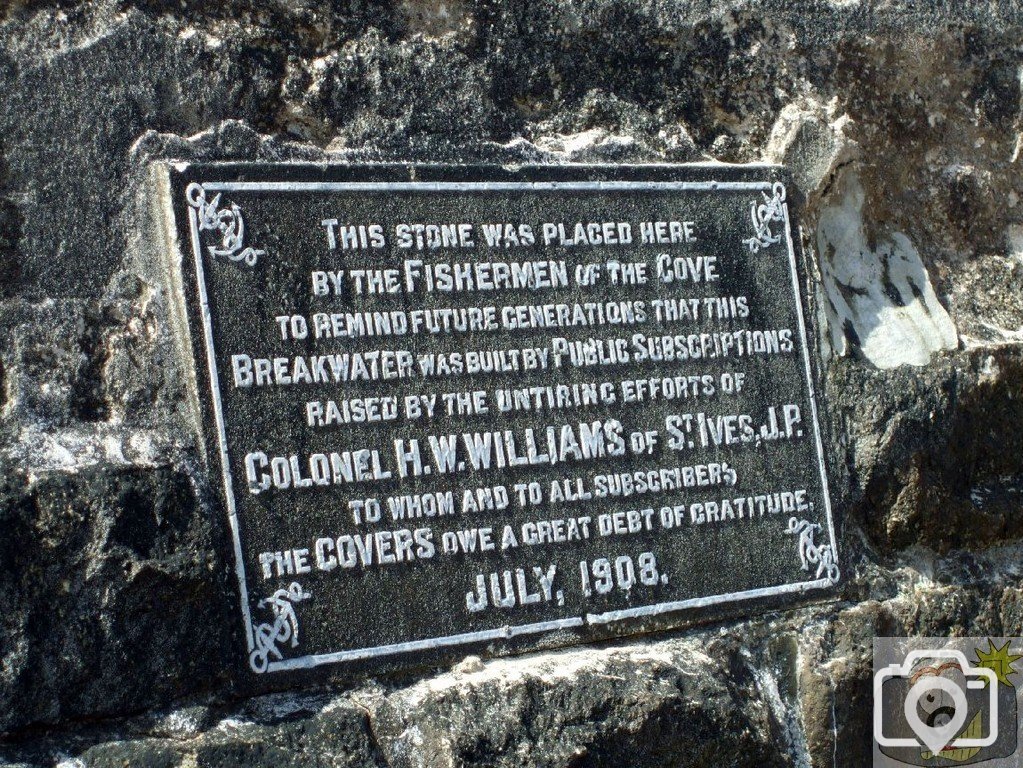 THIS STONE WAS PLACED HERE
BY THE FISHERMEN OF THE COVE
TO REMIND FUTURE GENERATIONS THAT THIS
BREAKWATER WAS BUILT BY PUBLIC SUBSCRIPTIONS
RAISED BY THE UNTIRING EFFORTS OF
COLONEL H.W. WILLIAMS OF ST IVES, J.P.
TO WHOM AND TO ALL SUBSCRIBERS
THE COVERS OWE A GREAT DEBT OF GRATITUDE.
JULY, 1908.